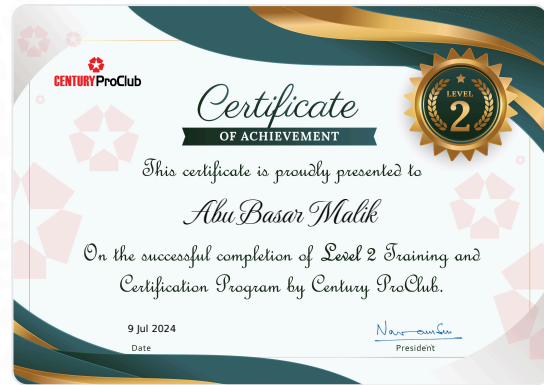 CENTURY ProClub
Certificate
OF ACHIEVEMENT
LEVEL
2
This certificate is proudly presented to
Abu Basar Malik
On the successful completion of Level 2 Training and
Certification Program by Century ProClub.
9 Jul 2024
Date
President